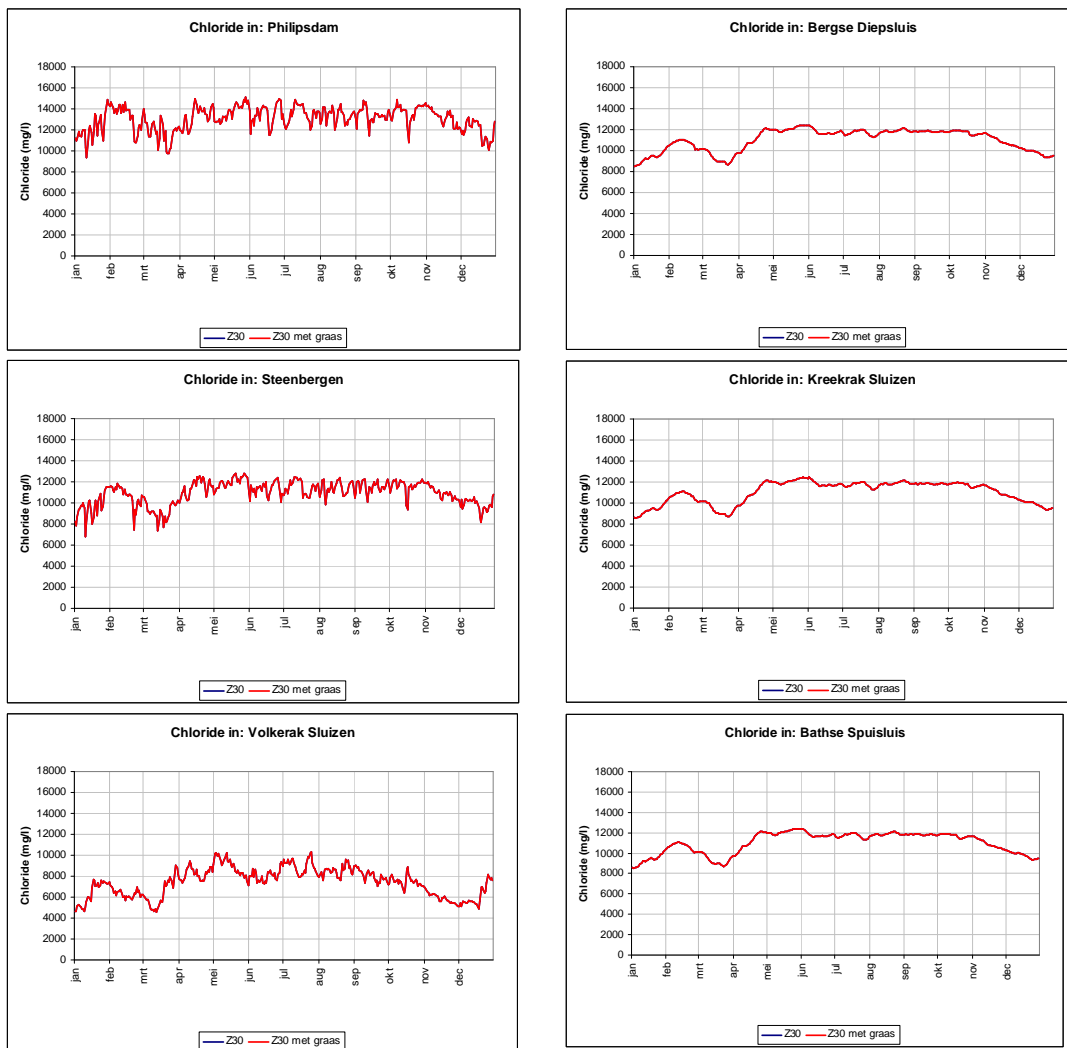 Chloride in: Philipsdam
Chloride (mg/l)
18000
16000
14000
12000
10000
8000
6000
4000
2000
0
jan feb mrt apr mei jun jul aug sep okt nov dec
Z30 Z30 met graas
Chloride in: Bergse Diepsluis
Chloride (mg/l)
18000
16000
14000
12000
10000
8000
6000
4000
2000
0
jan feb mrt apr mei jun jul aug sep okt nov dec
Z30 Z30 met graas
Chloride in: Steenbergen
Chloride (mg/l)
18000
16000
14000
12000
10000
8000
6000
4000
2000
0
jan feb mrt apr mei jun jul aug sep okt nov dec
Z30 Z30 met graas
Chloride in: Kreekrak Sluizen
Chloride (mg/l)
18000
16000
14000
12000
10000
8000
6000
4000
2000
0
jan feb mrt apr mei jun jul aug sep okt nov dec
Z30 Z30 met graas
Chloride in: Volkerak Sluizen
Chloride (mg/l)
18000
16000
14000
12000
10000
8000
6000
4000
2000
0
jan feb mrt apr mei jun jul aug sep okt nov dec
Z30 Z30 met graas
Chloride in: Bathse Spuisluis
Chloride (mg/l)
18000
16000
14000
12000
10000
8000
6000
4000
2000
0
jan feb mrt apr mei jun jul aug sep okt nov dec
Z30 Z30 met graas